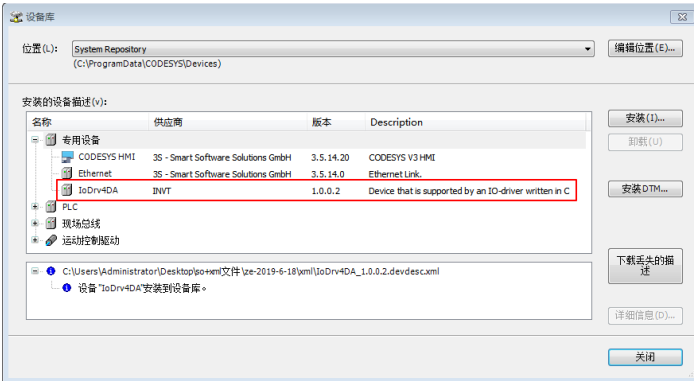 设备库
位置(L): System Repository 编辑位置(E)...
(C:\ProgramData\CODESYS\Devices)
安装的设备描述(v):
名称 供应商 版本 Description 安装(I)...
专用设备 卸载(U)
CODESYS HMI 3S - Smart Software Solutions GmbH 3.5.14.20 CODESYS V3 HMI
Ethernet 3S - Smart Software Solutions GmbH 3.5.14.0 Ethernet Link.
IoDrv4DA INVT 1.0.0.2 Device that is supported by an IO-driver written in C 安装DTM...
PLC
现场总线
运动控制驱动
C:\Users\Administrator\Desktop\so+xml文件\ze-2019-6-18\xml\IoDrv4DA_1.0.0.2.devdesc.xml 下载丢失的描
述
设备"IoDrv4DA"安装到设备库。
详细信息(D)...
关闭